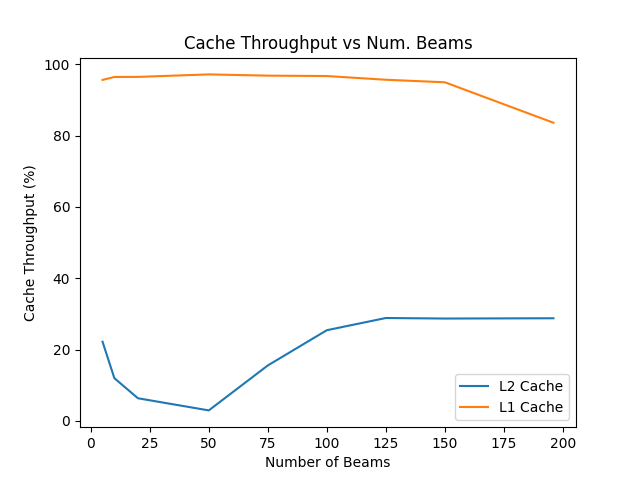 Cache Throughput vs Num. Beams
100
80
60
40
20
0
Cache Throughput (%)
L2 Cache
L1 Cache
0 25 50 75 100 125 150 175 200
Number of Beams